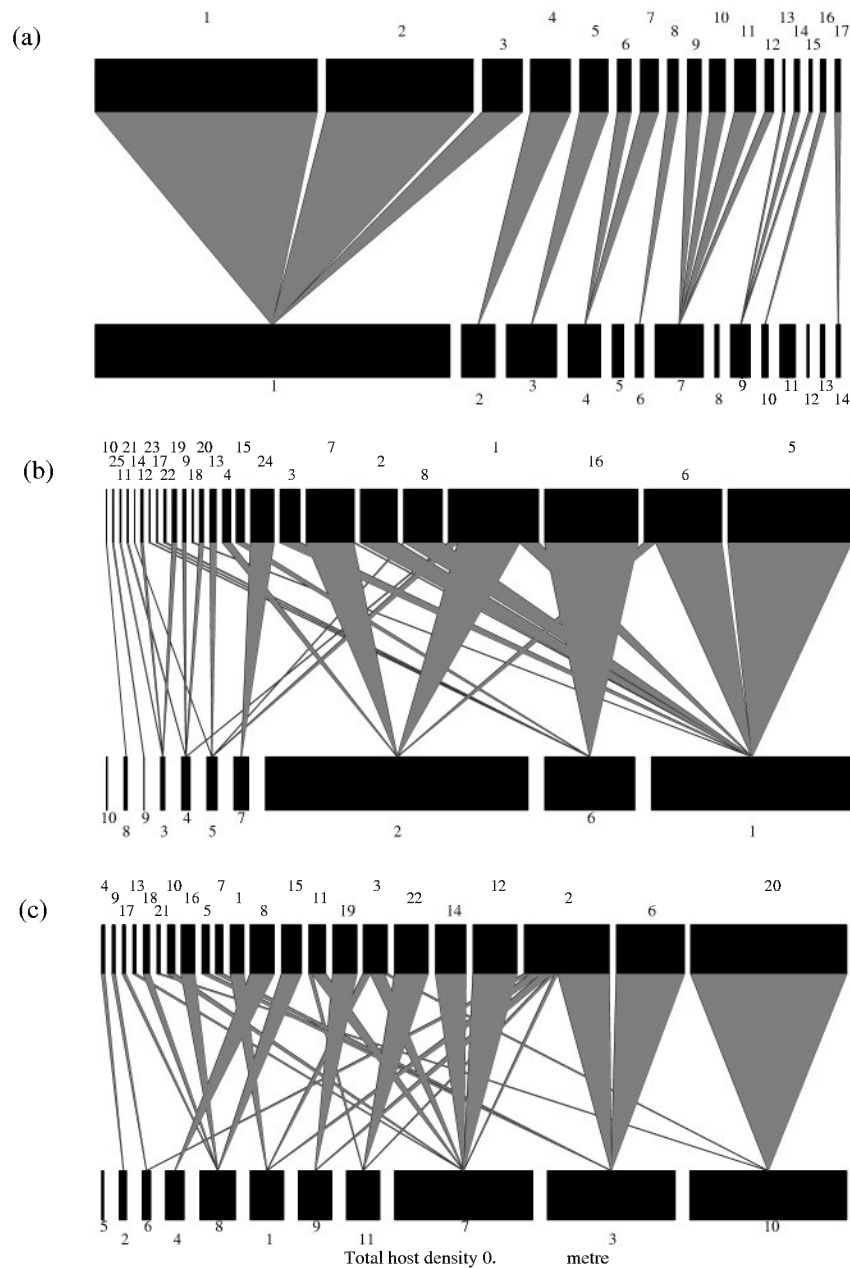 1 2 4 7 10 13 16
(a) 3 5 6 8 9 11 12 14 15 17
1 3 5 7 9 11 13
2 4 6 8 10 12 14
10 21 23 19 20 15 7 1 5
(b) 25 14 17 9 13 2 16
11 12 22 18 4 24 3 8 6
10 9 3 4 5 7 6
8 2 1
4 13 10 7 15 3 12 2 20
(c) 9 18 16 1 11 22 6
17 21 5 8 19 14
5 6 8 9 7 10
2 4 1 11 3
Total host density 0. metre